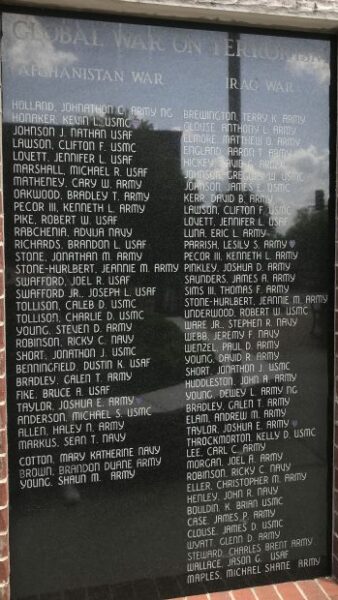 GLOBAL WAR ON TERRORISM
AFGHANISTAN WAR
HOLLAND, JOHNATHON C. ARMY NG
HONAKER, KEVIN L. USMC
JOHNSON J. NATHAN USAF
LAWSON, CLIFTON F. USMC
LOVETT, JENNIFER L. USAF
MARSHALL, MICHAEL R. USAF
MATHENEY, CARY W. ARMY
OAKWOOD, BRADLEY T. ARMY
PECOR III, KENNETH L. ARMY
PIKE, ROBERT W. USAF
RABCHENIA, ADVIJA NAVY
RICHARDS, BRANDON L. USAF
STONE, JONATHAN M. ARMY
STONE-HURLBERT, JEANNIE M. ARMY
SWAFFORD, JOEL R. USAF
SWAFFORD JR., JOSEPH L. USAF
TOLLISON, CALEB D. USMC
TOLLISON, CHARLIE D. USMC
YOUNG, STEVEN D. ARMY
ROBINSON, RICKY C. NAVY
SHORT, JONATHON J. USMC
BENNINGFIELD, DUSTIN K. USAF
BRADLEY, GALEN T. ARMY
FIKE, BRUCE A. USAF
TAYLOR, JOSHUA E. ARMY
ANDERSON, MICHAEL S. USMC
ALLEN, HALEY N. ARMY
MARKUS, SEAN T. NAVY
COTTON, MARY KATHERINE NAVY
BROWN, BRANDON DUANE ARMY
YOUNG, SHAUN M. ARMY
IRAQ WAR
BREWINGTON, TERRY K. ARMY
CLOUSE, ANTHONY L. ARMY
ELMORE, MATTHEW D. ARMY
ENGLAND, AARON T. ARMY
HICKEY, DAVID ARMY
JOHNSON, GREGORY W. USMC
JOHNSON, JAMES E. USMC
KERR, DAVID B. ARMY
LAWSON, CLIFTON F. USMC
LOVETT, JENNIFER L. USAF
LUNA, ERIC L. ARMY
PARRISH, LESILY S. ARMY
PECOR III, KENNETH L. ARMY
PINKLEY, JOSHUA D. ARMY
SAUNDERS, JAMES R. ARMY
SIMS III, THOMAS F. ARMY
STONE-HURLBERT, JEANNIE M. ARMY
UNDERWOOD, ROBERT W. USMC
WARE JR., STEPHEN R. NAVY
WEBB, JEREMY F. NAVY
WENZEL, PAUL D. ARMY
YOUNG, DAVID R. ARMY
SHORT, JONATHON J. USMC
HUDDLESTON, JOHN A. ARMY
YOUNG, DEWEY L. ARMY NG
BRADLEY, GALEN T. ARMY
ELAM, ANDREW M. ARMY
TAYLOR, JOSHUA E. ARMY
THROCKMORTON, KELLY D. USMC
LEE, CARL C. ARMY
MORGAN, JOEL A. ARMY
ROBINSON, RICKY C. NAVY
ELLER, CHRISTOPHER M. ARMY
HENLEY, JOHN R. NAVY
BOULDIN, K. BRIAN USMC
CASE, JAMES P. ARMY
CLOUSE, JAMES D. USMC
WYATT, GLENN D. ARMY
STEWARD, CHARLES BRENT ARMY
WALLACE, JASON G. USAF
MAPLES, MICHAEL SHANE ARMY